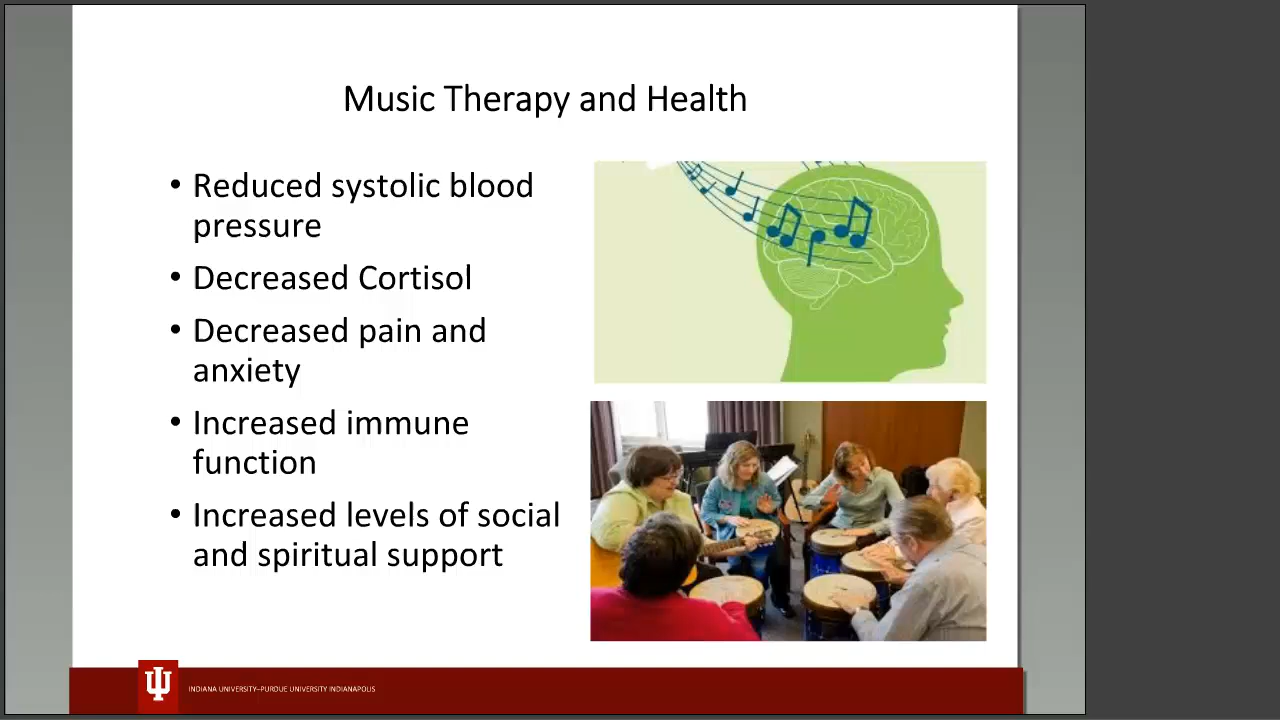 Music Therapy and Health
• Reduced systolic blood
pressure
• Decreased Cortisol
• Decreased pain and
anxiety
• Increased immune
function
• Increased levels of social
and spiritual support
INDIANA UNIVERSITY–PURDUE UNIVERSITY INDIANAPOLIS